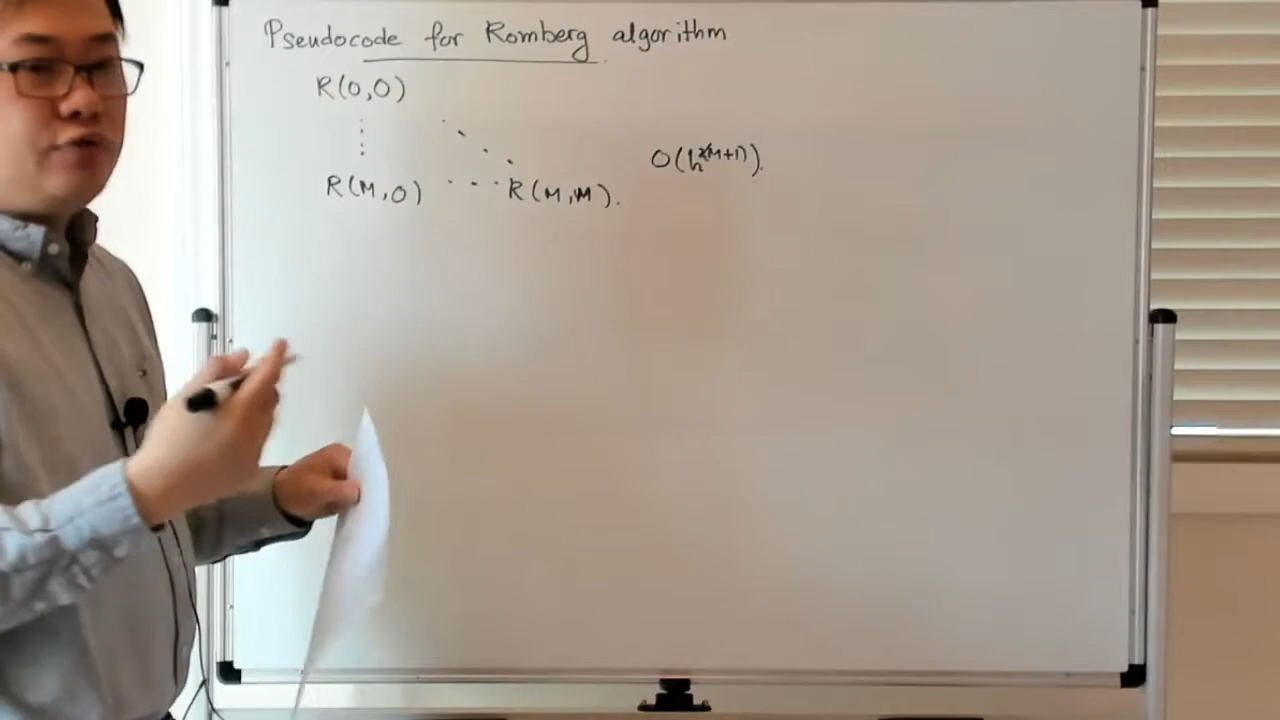 Pseudocode for Romberg algorithm
R(0,0)
O(h^{2(M+1)}).
R(M,0) ... R(M,M).